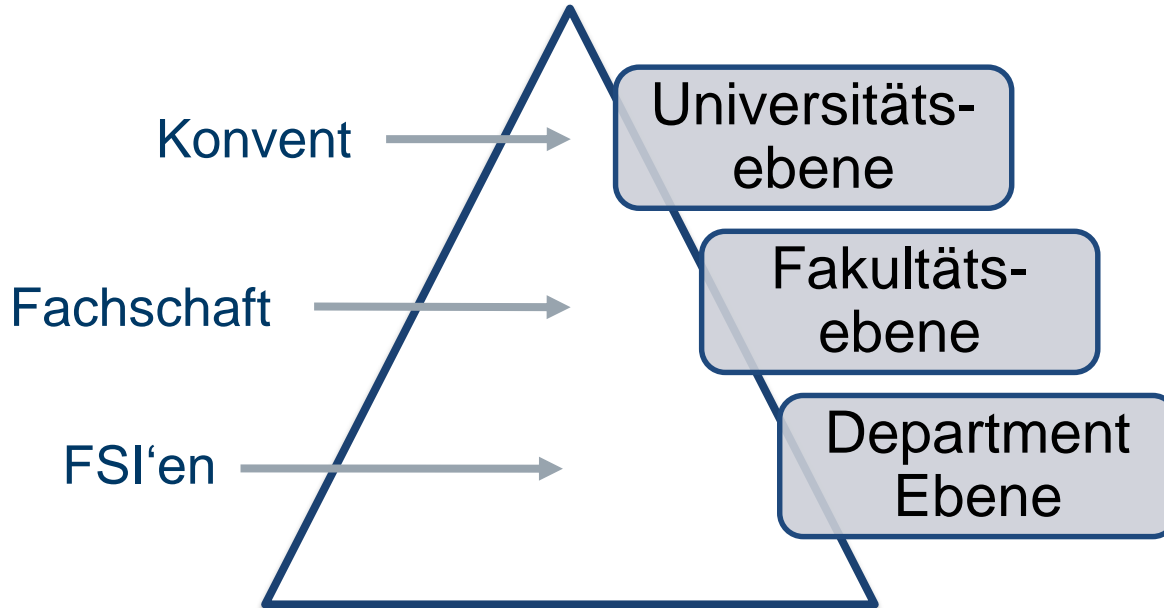 Konvent
Universitäts-
ebene
Fachschaft
Fakultäts-
ebene
FSI‘en
Department
Ebene